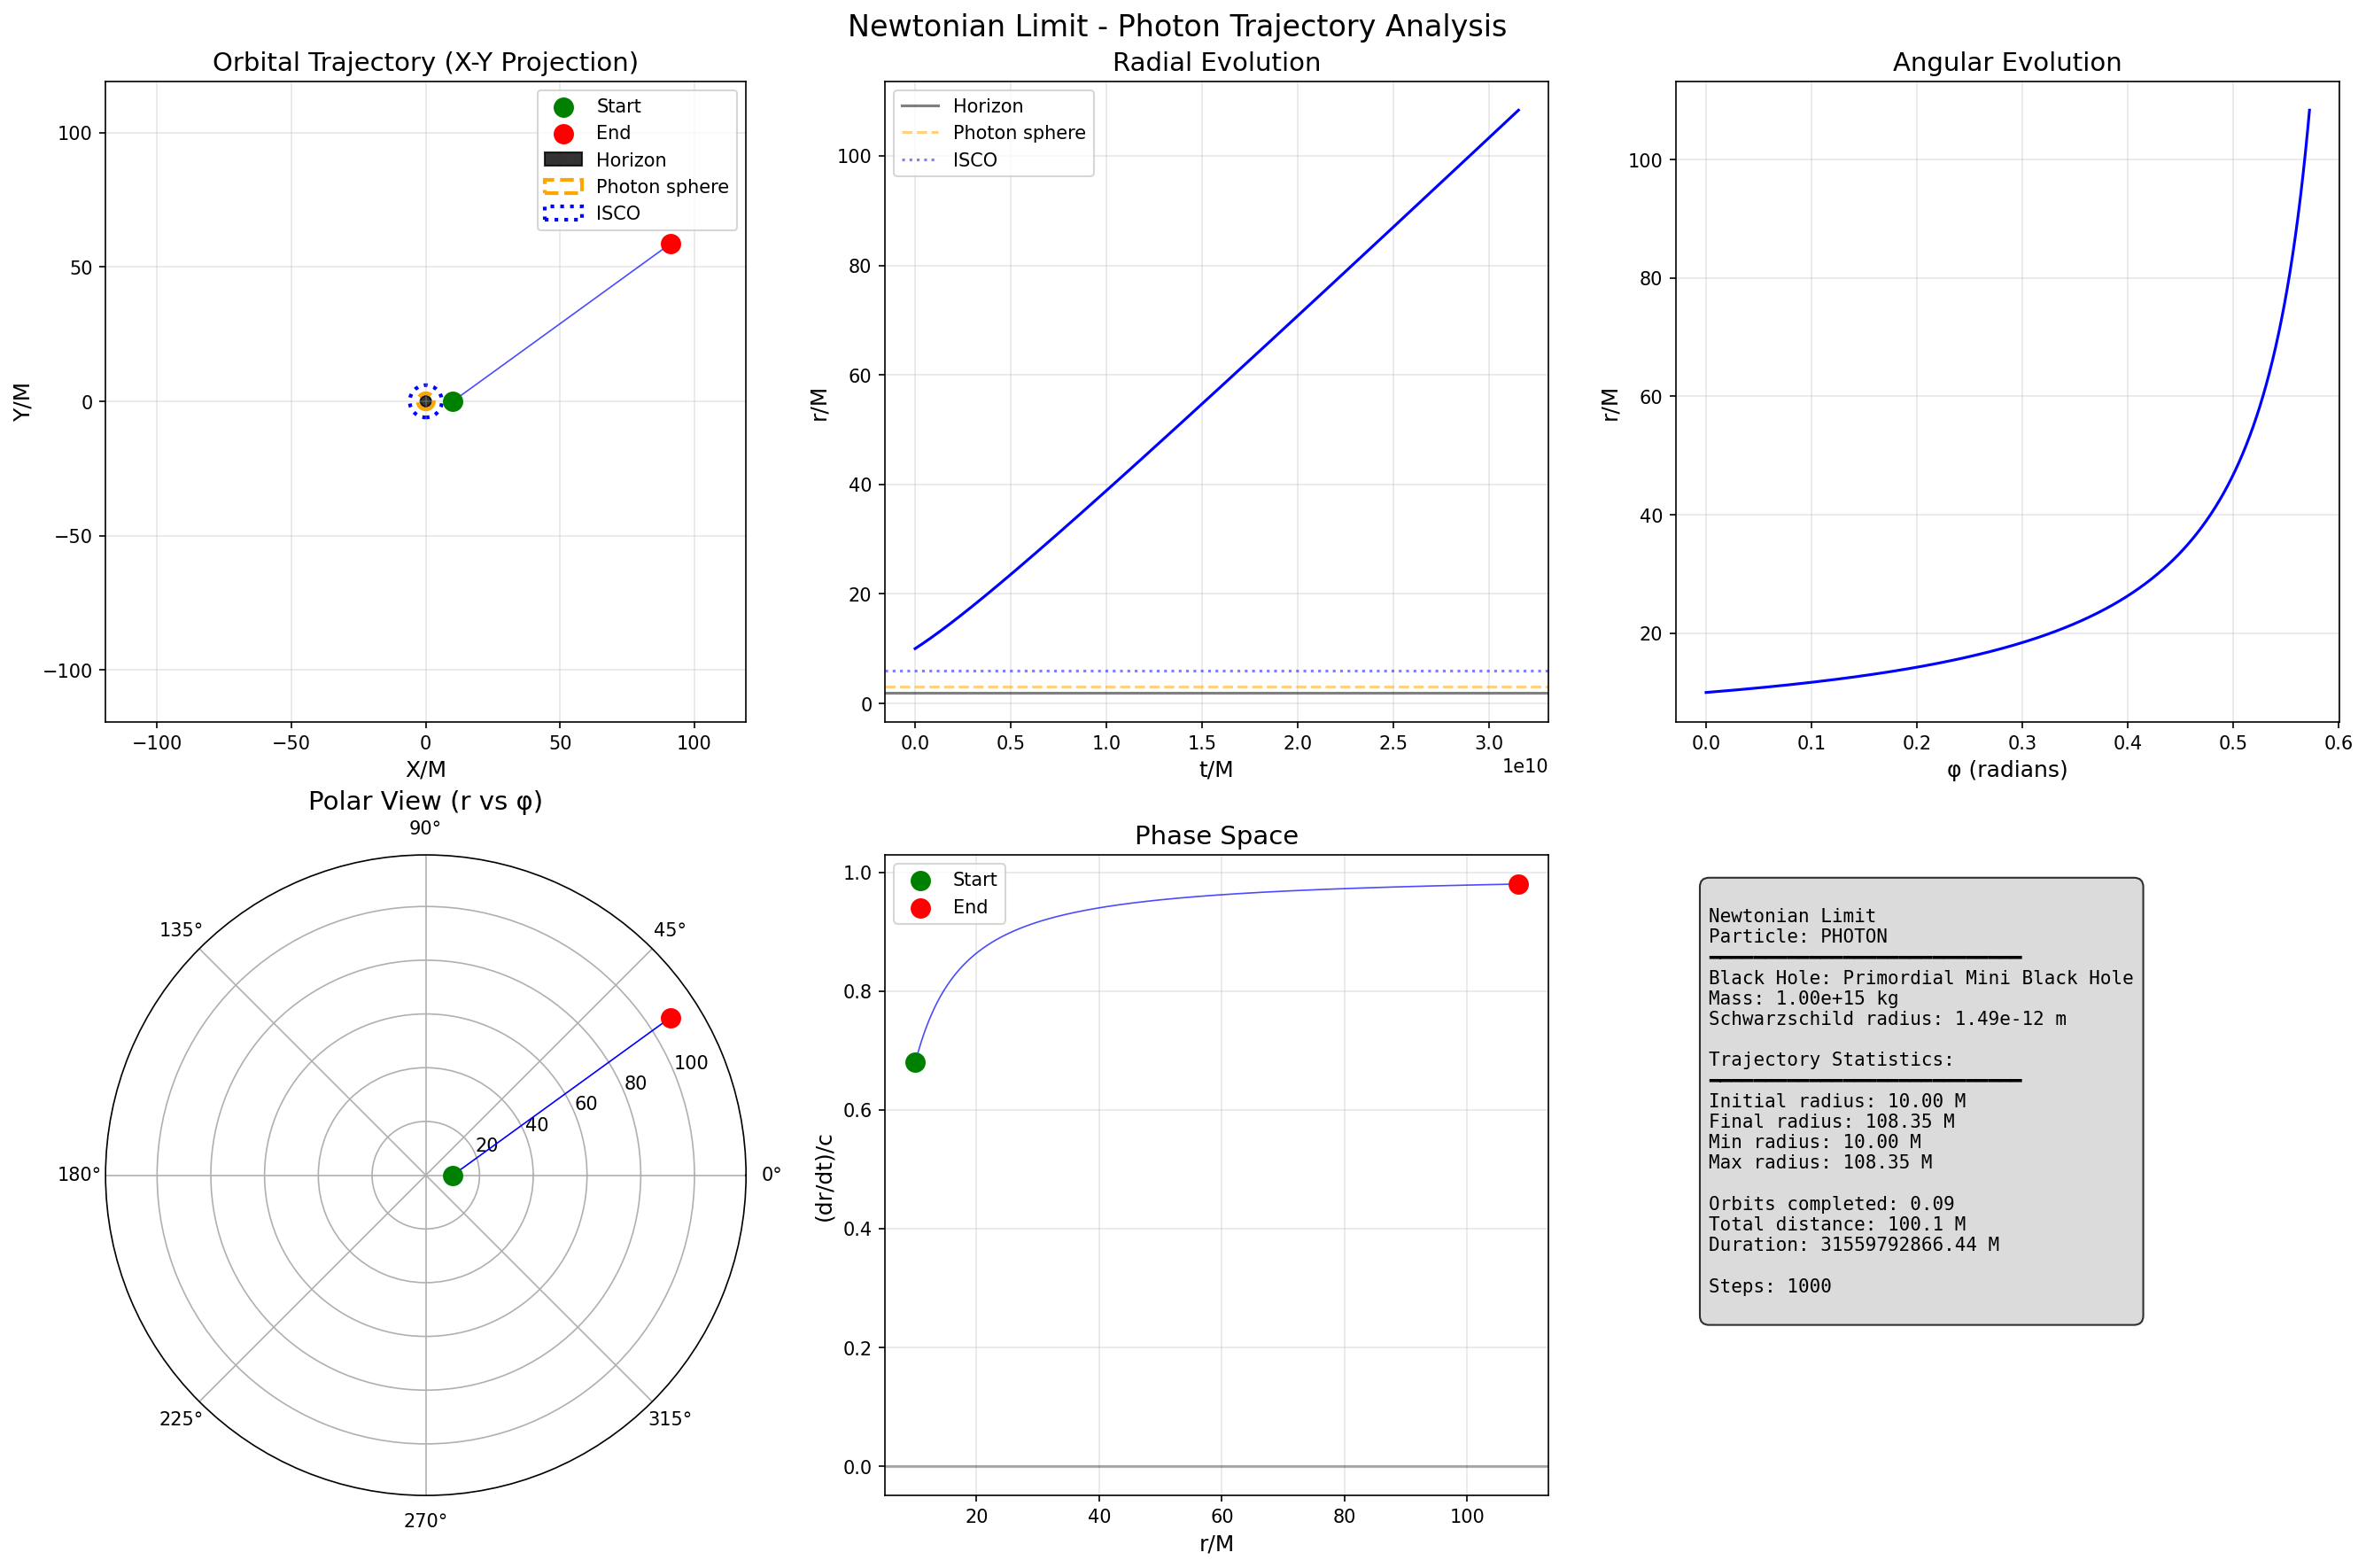 Newtonian Limit - Photon Trajectory Analysis
Orbital Trajectory (X-Y Projection)
Start
End
Horizon
Photon sphere
ISCO
100
50
0
−50
−100
Y/M
−100 −50 0 50 100
X/M
Radial Evolution
Horizon
Photon sphere
ISCO
100
80
60
40
20
0
r/M
0.0 0.5 1.0 1.5 2.0 2.5 3.0
1e10
t/M
Angular Evolution
100
80
60
40
20
r/M
0.0 0.1 0.2 0.3 0.4 0.5 0.6
φ (radians)
Polar View (r vs φ)
90°
135° 45°
100
80
60
40
20
180° 0°
225° 315°
270°
Phase Space
Start
End
1.0
0.8
0.6
0.4
0.2
0.0
(dr/dt)/c
20 40 60 80 100
r/M
Newtonian Limit
Particle: PHOTON
Black Hole: Primordial Mini Black Hole
Mass: 1.00e+15 kg
Schwarzschild radius: 1.49e-12 m
Trajectory Statistics:
Initial radius: 10.00 M
Final radius: 108.35 M
Min radius: 10.00 M
Max radius: 108.35 M
Orbits completed: 0.09
Total distance: 100.1 M
Duration: 31559792866.44 M
Steps: 1000